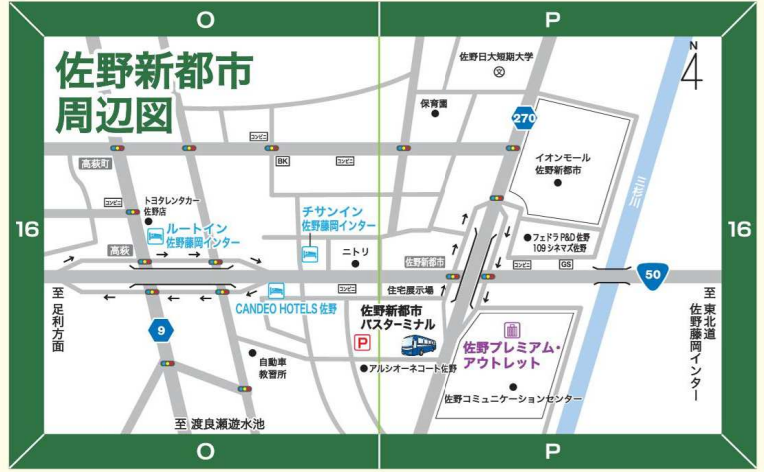 O
P
佐野新都市
周辺図
佐野日大短期大学
文
N
4
保育園
270
コンビニ
BK
コンビニ
高萩町
イオンモール
佐野新都市
三杉川
コンビニ
トヨタレンタカー
佐野店
チサンイン
佐野藤岡インター
16
16
ルートイン
佐野藤岡インター
高萩
ニトリ
佐野新都市
フェドラP&D佐野
109シネマズ佐野
コンビニ
GS
50
至 足利方面
コンビニ
住宅展示場
至 東北道
佐野藤岡インター
CANDEO HOTELS 佐野
佐野新都市
バスターミナル
9
P
佐野プレミアム・
アウトレット
自動車
教習所
アルシオーネコート佐野
佐野コミュニケーションセンター
至 渡良瀬遊水池
O
P